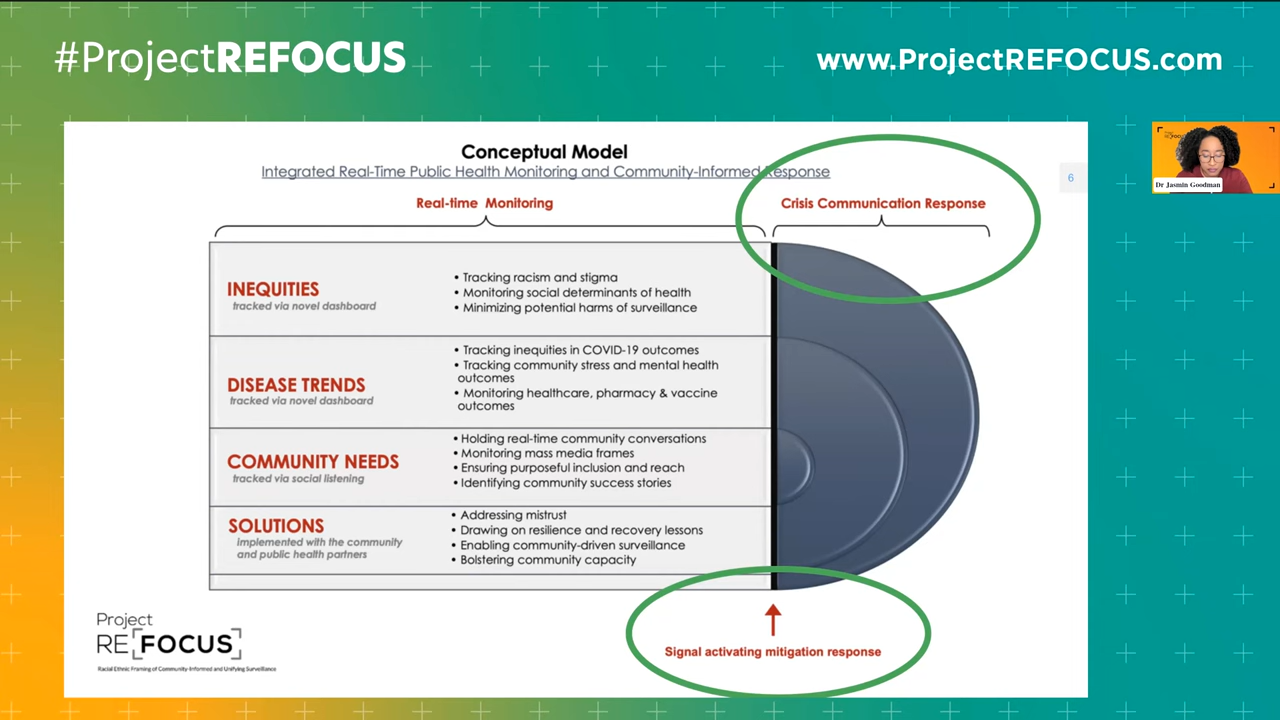 #ProjectREFOCUS
www.ProjectREFOCUS.com
Conceptual Model
Integrated Real-Time Public Health Monitoring and Community-Informed Response
6
Real-time Monitoring
Crisis Communication Response
INEQUITIES
tracked via novel dashboard
• Tracking racism and stigma
• Monitoring social determinants of health
• Minimizing potential harms of surveillance
DISEASE TRENDS
tracked via novel dashboard
• Tracking inequities in COVID-19 outcomes
• Tracking community stress and mental health
outcomes
• Monitoring healthcare, pharmacy & vaccine
outcomes
COMMUNITY NEEDS
tracked via social listening
• Holding real-time community conversations
• Monitoring mass media frames
• Ensuring purposeful inclusion and reach
• Identifying community success stories
SOLUTIONS
implemented with the community
and public health partners
• Addressing mistrust
• Drawing on resilience and recovery lessons
• Enabling community-driven surveillance
• Bolstering community capacity
Signal activating mitigation response
Project
RE[FOCUS]
Racial Ethnic Framing of Community-Informed and Unifying Surveillance
Dr Jasmin Goodman